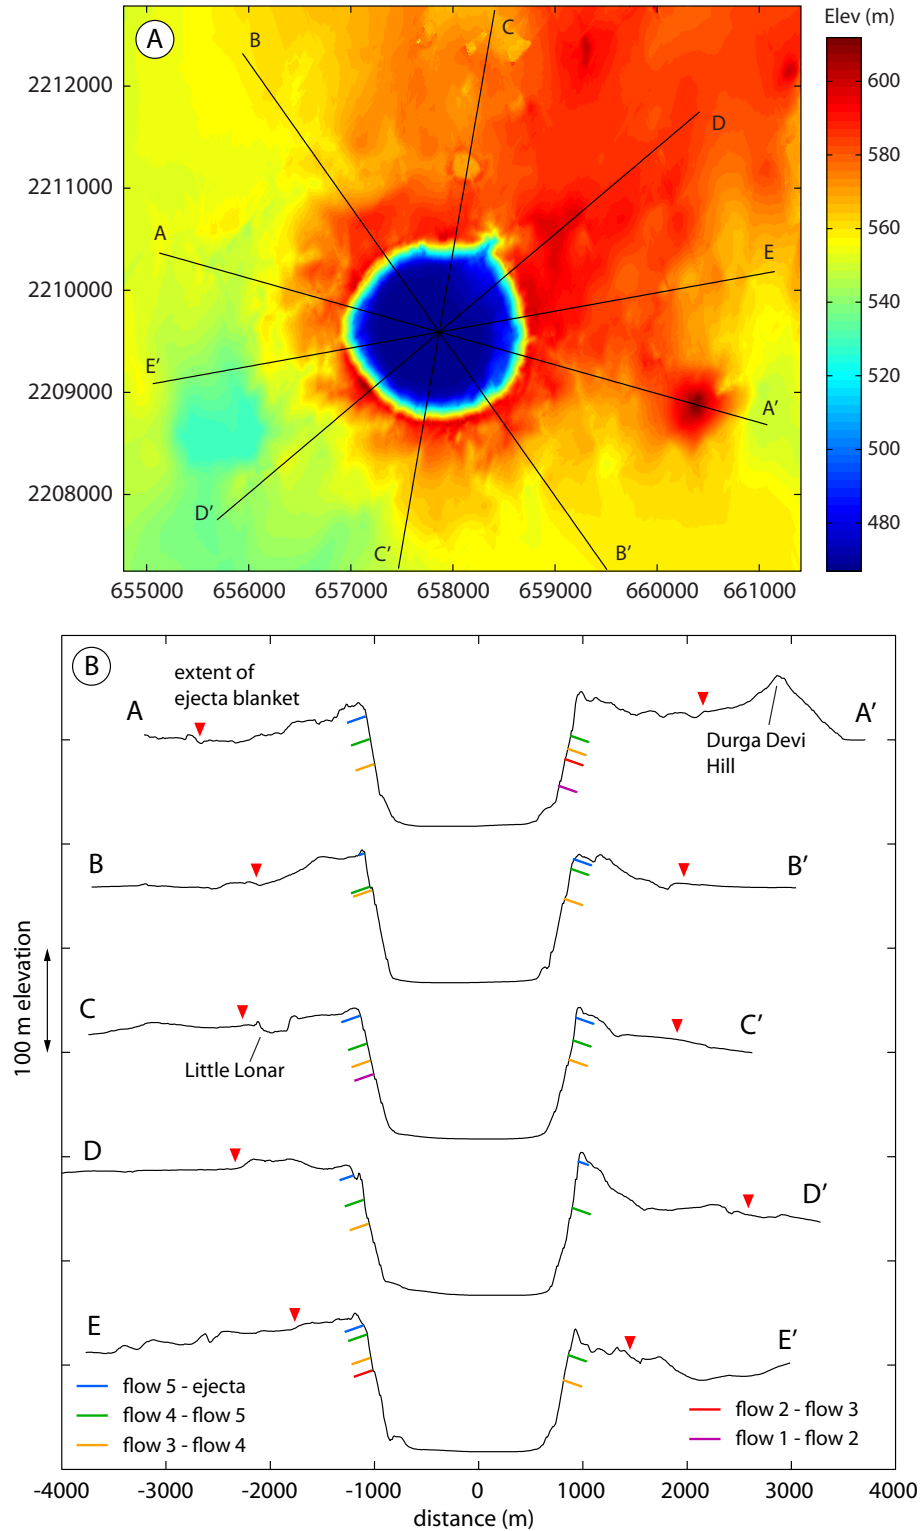 A
Elev (m)
B
C
D
A
E
E’
A’
D’
C’
B’
2212000
2211000
2210000
2209000
2208000
655000 656000 657000 658000 659000 660000 661000
600
580
560
540
520
500
480
B
extent of
ejecta blanket
A
A’
Durga Devi
Hill
B
B’
100 m elevation
C
C’
Little Lonar
D
D’
E
E’
flow 5 - ejecta
flow 4 - flow 5
flow 3 - flow 4
flow 2 - flow 3
flow 1 - flow 2
-4000 -3000 -2000 -1000 0 1000 2000 3000 4000
distance (m)